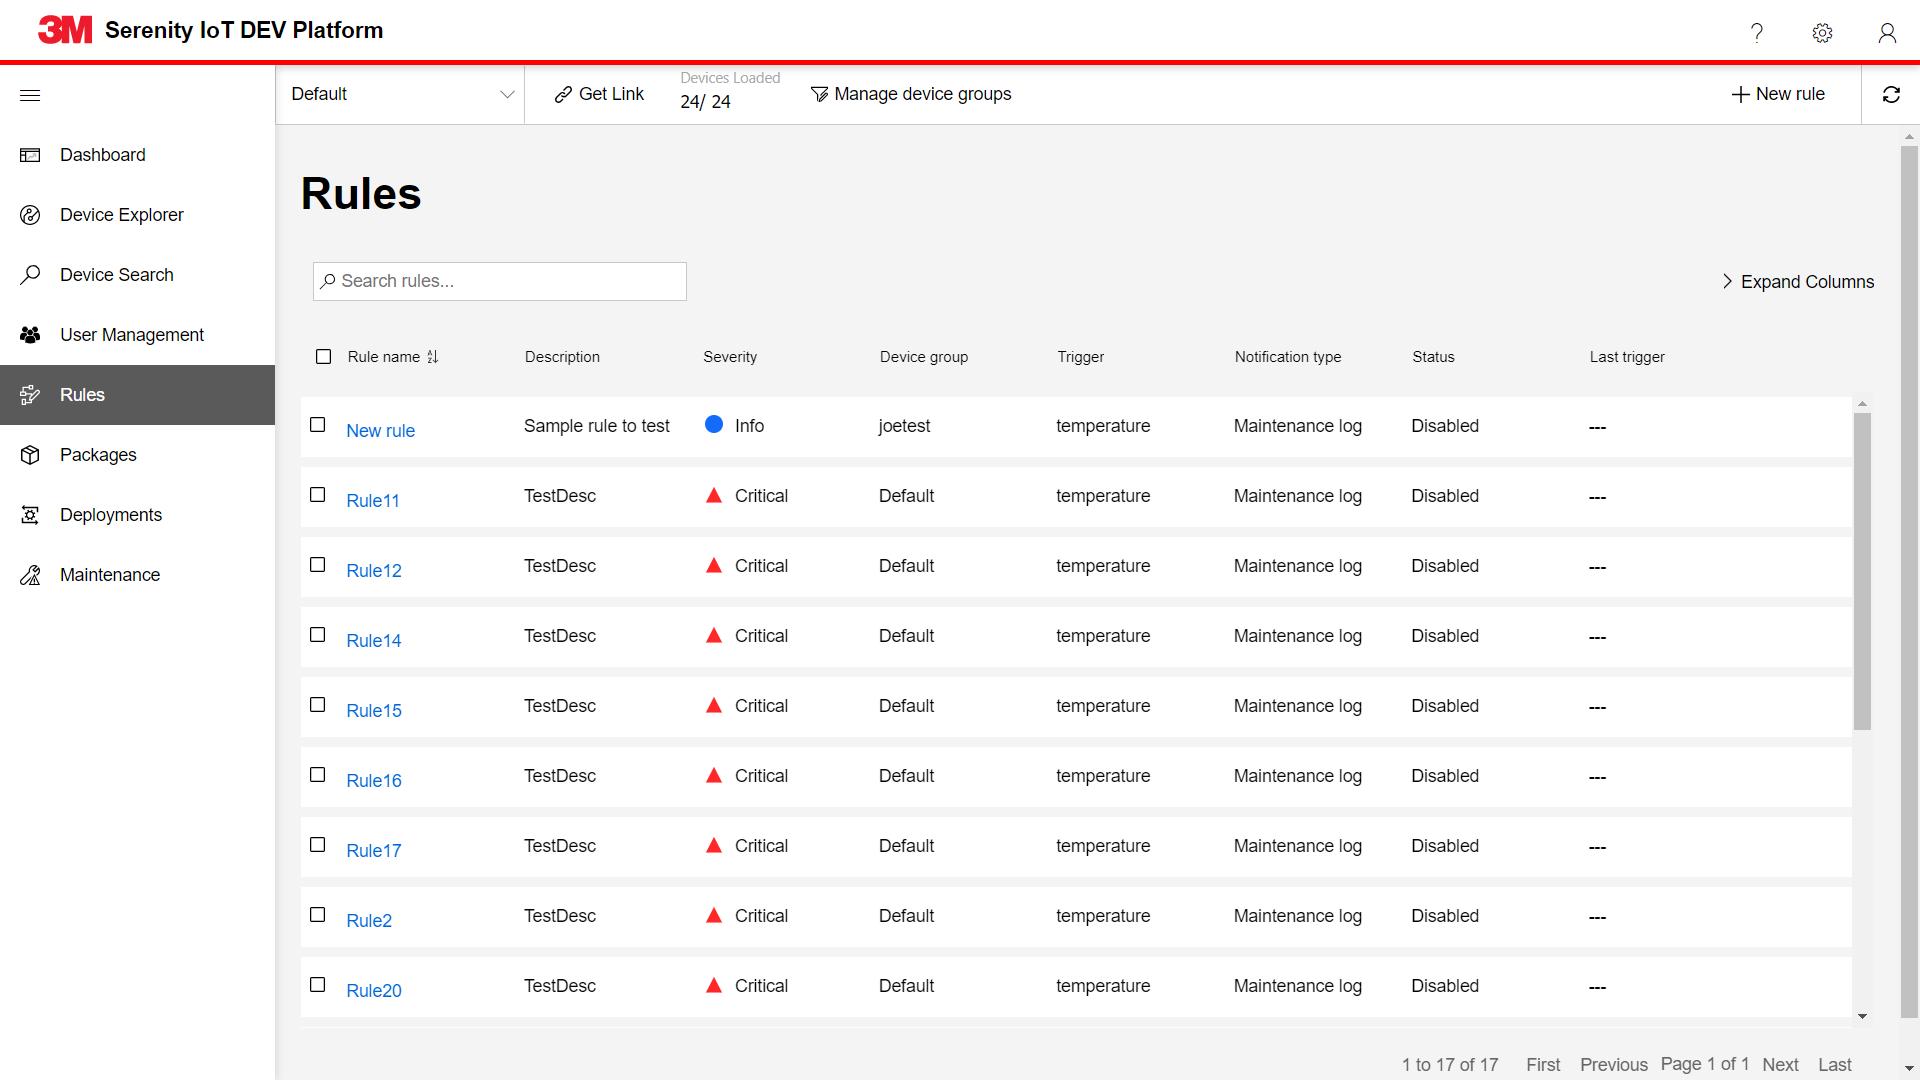 3M Serenity IoT DEV Platform
Default
Get Link
Devices Loaded
24/ 24
Manage device groups
New rule
Dashboard
Device Explorer
Device Search
User Management
Rules
Packages
Deployments
Maintenance
Rules
Search rules...
Expand Columns
Rule name Description Severity Device group Trigger Notification type Status Last trigger
New rule Sample rule to test Info joetest temperature Maintenance log Disabled ---
Rule11 TestDesc Critical Default temperature Maintenance log Disabled ---
Rule12 TestDesc Critical Default temperature Maintenance log Disabled ---
Rule14 TestDesc Critical Default temperature Maintenance log Disabled ---
Rule15 TestDesc Critical Default temperature Maintenance log Disabled ---
Rule16 TestDesc Critical Default temperature Maintenance log Disabled ---
Rule17 TestDesc Critical Default temperature Maintenance log Disabled ---
Rule2 TestDesc Critical Default temperature Maintenance log Disabled ---
Rule20 TestDesc Critical Default temperature Maintenance log Disabled ---
1 to 17 of 17 First Previous Page 1 of 1 Next Last